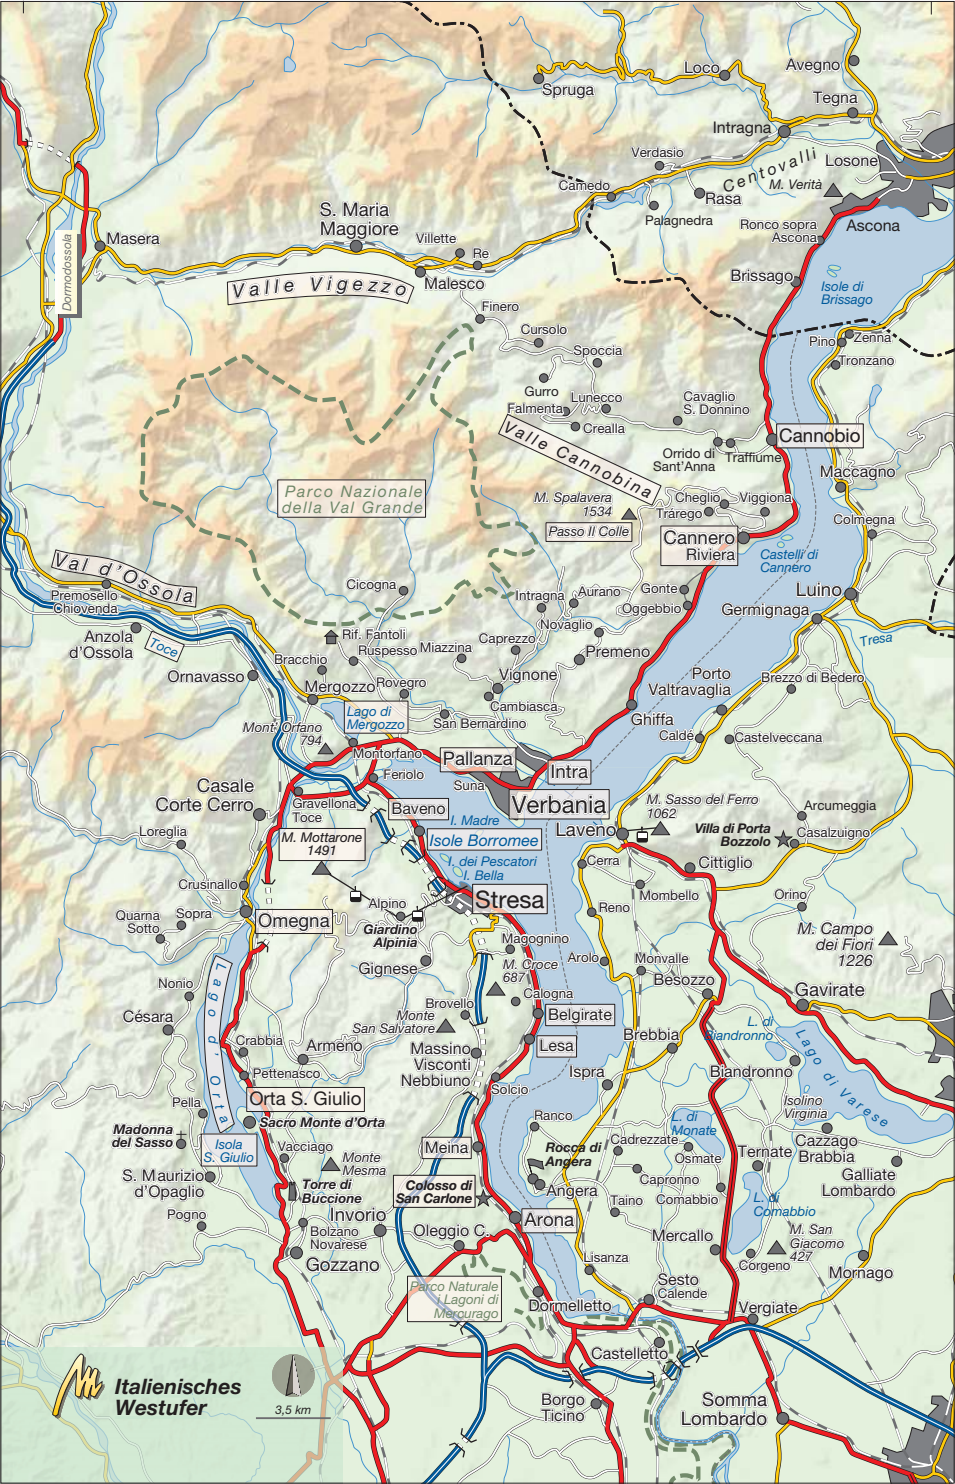 Spruga
Loco
Avegno
Tegna
Intragna
Verdasio
Centovalli
Losone
Camedo
Rasa
M. Verità
Palagnedra
Ronco sopra
Ascona
Ascona
S. Maria
Maggiore
Masera
Villette
Re
Malesco
Dormodossola
Valle Vigezzo
Brissago
Isole di
Brissago
Finero
Cursolo
Spoccia
Pino
Zenna
Tronzano
Gurro
Lunecco
Falmenta
Crealla
Cavaglio
S. Donnino
Valle Cannobina
Orrido di
Sant'Anna
Traffiume
Cannobio
Maccagno
Parco Nazionale
della Val Grande
M. Spalavera
1534
Passo Il Colle
Cheglio
Viggiona
Trárego
Colmegna
Cannero
Riviera
Castelli di
Cannero
Val d'Ossola
Premosello
Chiovenda
Cicogna
Intragna
Aurano
Gonte
Oggebbio
Luino
Germignaga
Tresa
Anzola
d'Ossola
Toce
Rif. Fantoli
Ruspesso
Miazzina
Caprezzo
Novaglio
Premeno
Bracchio
Ornavasso
Mergozzo
Rovegro
Vignone
Cambiasca
Porto
Valtravaglia
Brezzo di Bedero
Lago di
Mergozzo
San Bernardino
Ghiffa
Caldé
Castelveccana
Mont. Orfano
794
Montorfano
Pallanza
Intra
Feriolo
Suna
Verbania
Casale
Corte Cerro
Gravellona
Toce
Baveno
I. Madre
M. Sasso del Ferro
1062
Arcumeggia
Loreglia
M. Mottarone
1491
Isole Borromee
Laveno
Villa di Porta
Bozzolo
Casalzuigno
I. dei Pescatori
I. Bella
Cerra
Cittiglio
Crusinallo
Mombello
Stresa
Alpino
Orino
Quarna
Sotto
Sopra
Omegna
Giardino
Alpinia
Reno
Magognino
M. Campo
dei Fiori
1226
Gignese
M. Croce
687
Arolo
Monvalle
Besozzo
Nonio
Calogna
Gavirate
Brovello
Monte
San Salvatore
Belgirate
Césara
Lago d' Orta
Crabbia
Armeno
Lesa
Brebbia
L. di
Biandronno
Massino
Visconti
Nebbiuno
Lago di Varese
Pettenasco
Solcio
Ispra
Biandronno
Orta S. Giulio
Pella
Isolino
Virginia
Sacro Monte d'Orta
Ranco
Madonna
del Sasso
L. di
Monate
Isola
S. Giulio
Meina
Rocca di
Angera
Cadrezzate
Cazzago
Brabbia
Vacciago
Monte
Mesma
Osmate
Ternate
S. Maurizio
d'Opaglio
Capronno
Galliate
Lombardo
Torre di
Buccione
Colosso di
San Carlone
Angera
Taino
Comabbio
L. di
Comabbio
Pogno
Invorio
Arona
Bolzano
Novarese
Oleggio C.
Mercallo
M. San
Giacomo
427
Gozzano
Lisanza
Corgeno
Mornago
Parco Naturale
i Lagoni di
Mercurago
Sesto
Calende
Dormelletto
Vergiate
Castelletto
Borgo
Ticino
Somma
Lombardo
Italienisches
Westufer
3,5 km